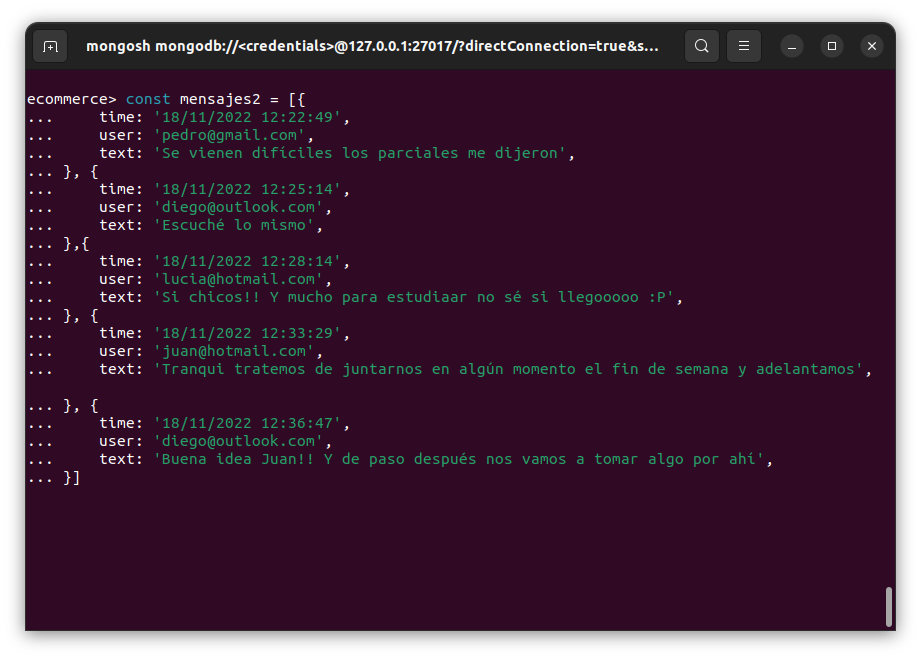 mongosh mongodb://<credentials>@127.0.0.1:27017/?directConnection=true&s...
ecommerce> const mensajes2 = [{
...     time: '18/11/2022 12:22:49',
...     user: 'pedro@gmail.com',
...     text: 'Se vienen difíciles los parciales me dijeron',
... }, {
...     time: '18/11/2022 12:25:14',
...     user: 'diego@outlook.com',
...     text: 'Escuché lo mismo',
... },{
...     time: '18/11/2022 12:28:14',
...     user: 'lucia@hotmail.com',
...     text: 'Si chicos!! Y mucho para estudiaar no sé si llegooooo :P',
... }, {
...     time: '18/11/2022 12:33:29',
...     user: 'juan@hotmail.com',
...     text: 'Tranqui tratemos de juntarnos en algún momento el fin de semana y adelantamos',
... }, {
...     time: '18/11/2022 12:36:47',
...     user: 'diego@outlook.com',
...     text: 'Buena idea Juan!! Y de paso después nos vamos a tomar algo por ahí',
... }]